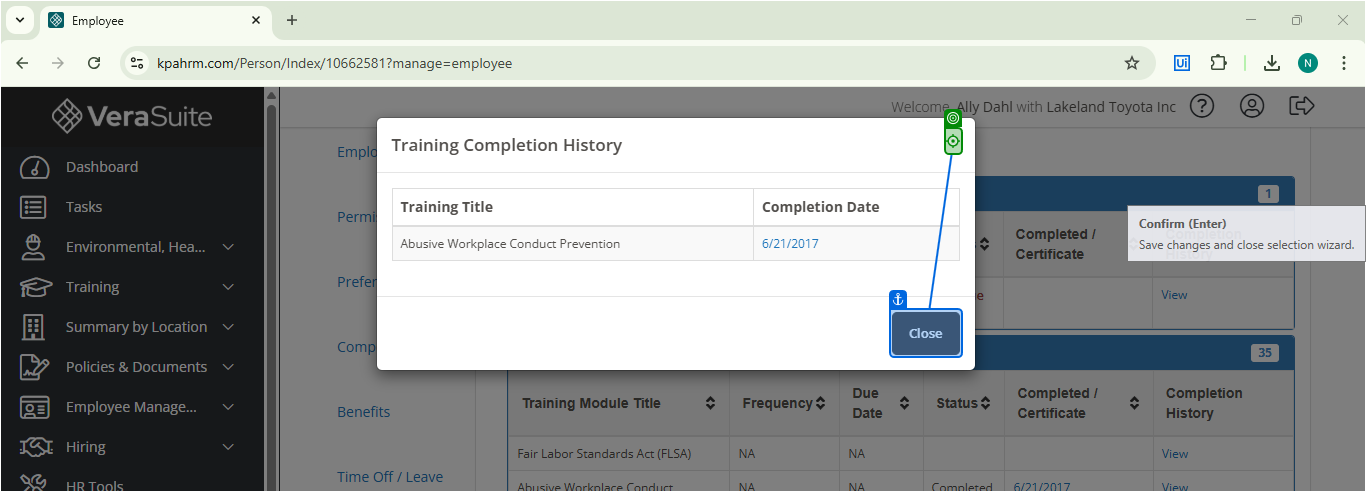 Employee
kpahrm.com/Person/Index/10662581?manage=employee
Ui
N
VeraSuite
Welcome, Ally Dahl with Lakeland Toyota Inc
Dashboard
Tasks
Environmental, Hea...
Training
Summary by Location
Policies & Documents
Employee Manage...
Hiring
HR Tools
Emplo
Permi
Prefer
Comp
Benefits
Time Off / Leave
Training Completion History
Training Title Completion Date
Abusive Workplace Conduct Prevention 6/21/2017
Close
1
Confirm (Enter)
Save changes and close selection wizard.
s Completed / Certificate Completion History
e View
35
Training Module Title Frequency Due Date Status Completed / Certificate Completion History
Fair Labor Standards Act (FLSA) NA NA View
Abusive Workplace Conduct NA NA Completed 6/21/2017 View